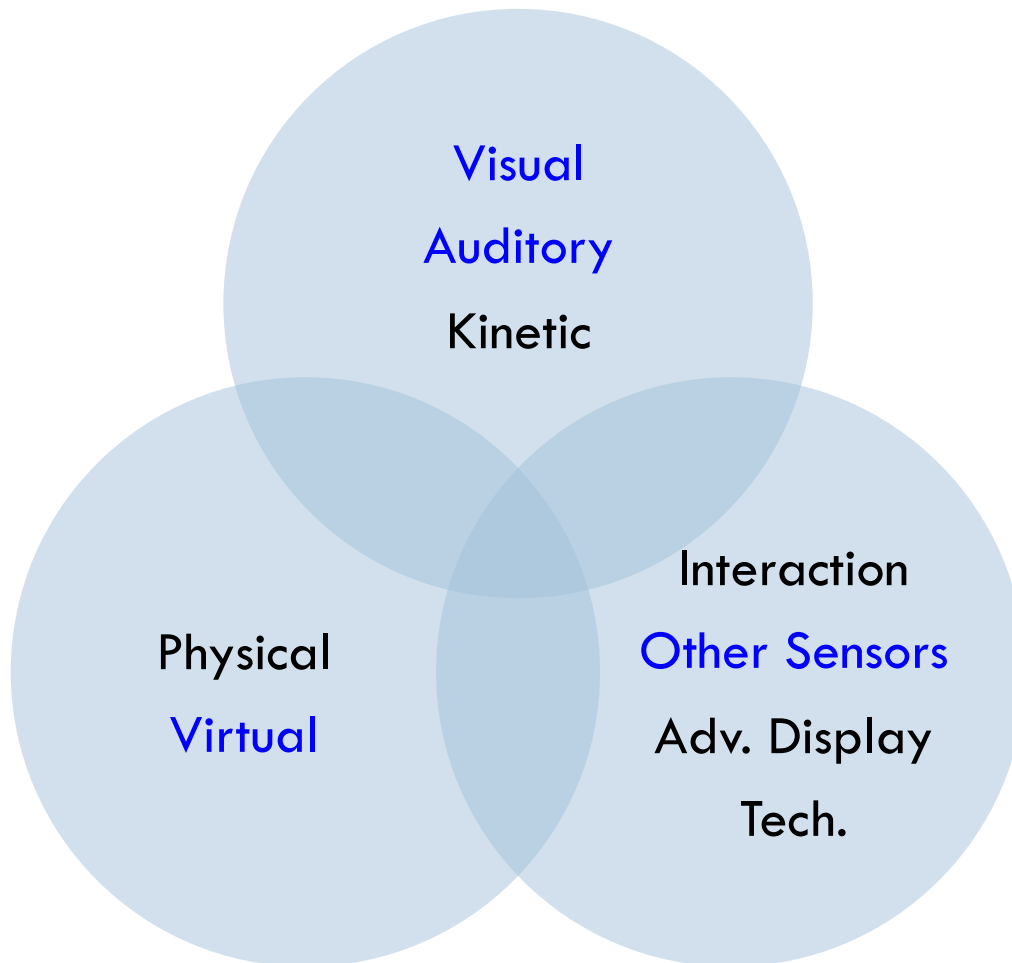 Visual
Auditory
Kinetic
Physical
Virtual
Interaction
Other Sensors
Adv. Display
Tech.